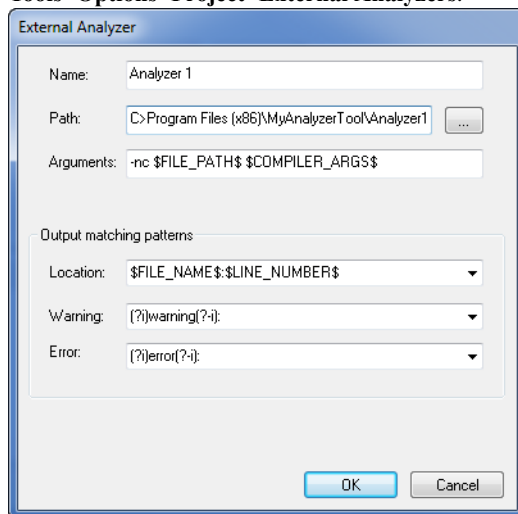 Tools>Options>Project>External Analyzers.
External Analyzer
Name: Analyzer 1
Path: C>Program Files (x86)\MyAnalyzerTool\Analyzer1 ...
Arguments: -nc $FILE_PATH$ $COMPILER_ARGS$
Output matching patterns
Location: $FILE_NAME$:$LINE_NUMBER$
Warning: (?i)warning(?-i):
Error: (?i)error(?-i):
OK Cancel